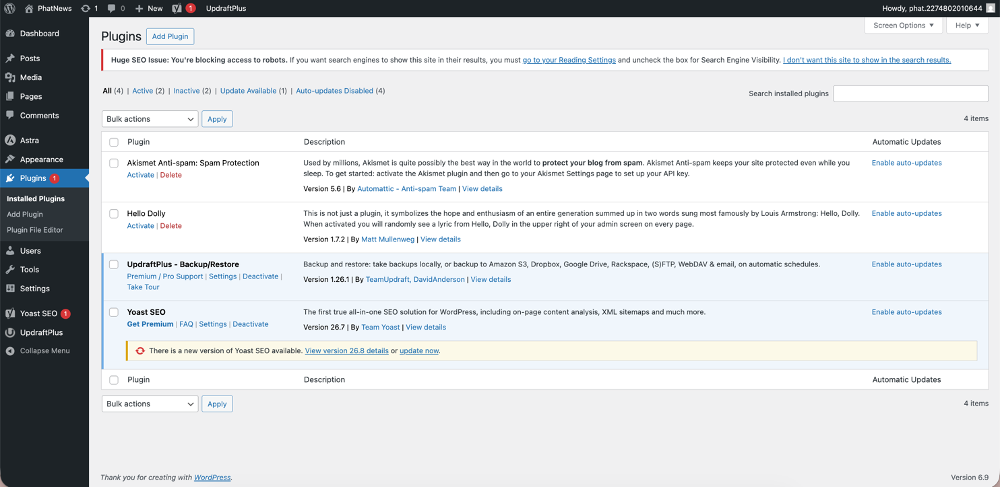 PhatNews 1 0 New 1 UpdraftPlus Howdy, phat.2274802010644
Dashboard
Posts
Media
Pages
Comments
Astra
Appearance
Plugins 1
Installed Plugins
Add Plugin
Plugin File Editor
Users
Tools
Settings
Yoast SEO 1
UpdraftPlus
Collapse Menu
Screen Options Help
Plugins Add Plugin
Huge SEO Issue: You're blocking access to robots. If you want search engines to show this site in their results, you must go to your Reading Settings and uncheck the box for Search Engine Visibility. I don't want this site to show in the search results.
All (4) | Active (2) | Inactive (2) | Update Available (1) | Auto-updates Disabled (4)
Search installed plugins
Bulk actions Apply 4 items
Plugin Description Automatic Updates
Akismet Anti-spam: Spam Protection
Activate | Delete
Used by millions, Akismet is quite possibly the best way in the world to protect your blog from spam. Akismet Anti-spam keeps your site protected even while you
sleep. To get started: activate the Akismet plugin and then go to your Akismet Settings page to set up your API key.
Version 5.6 | By Automattic - Anti-spam Team | View details
Enable auto-updates
Hello Dolly
Activate | Delete
This is not just a plugin, it symbolizes the hope and enthusiasm of an entire generation summed up in two words sung most famously by Louis Armstrong: Hello, Dolly.
When activated you will randomly see a lyric from Hello, Dolly in the upper right of your admin screen on every page.
Version 1.7.2 | By Matt Mullenweg | View details
Enable auto-updates
UpdraftPlus - Backup/Restore
Premium / Pro Support | Settings | Deactivate |
Take Tour
Backup and restore: take backups locally, or backup to Amazon S3, Dropbox, Google Drive, Rackspace, (S)FTP, WebDAV & email, on automatic schedules.
Version 1.26.1 | By TeamUpdraft, DavidAnderson | View details
Enable auto-updates
Yoast SEO
Get Premium | FAQ | Settings | Deactivate
The first true all-in-one SEO solution for WordPress, including on-page content analysis, XML sitemaps and much more.
Version 26.7 | By Team Yoast | View details
Enable auto-updates
There is a new version of Yoast SEO available. View version 26.8 details or update now.
Plugin Description Automatic Updates
Bulk actions Apply 4 items
Thank you for creating with WordPress. Version 6.9